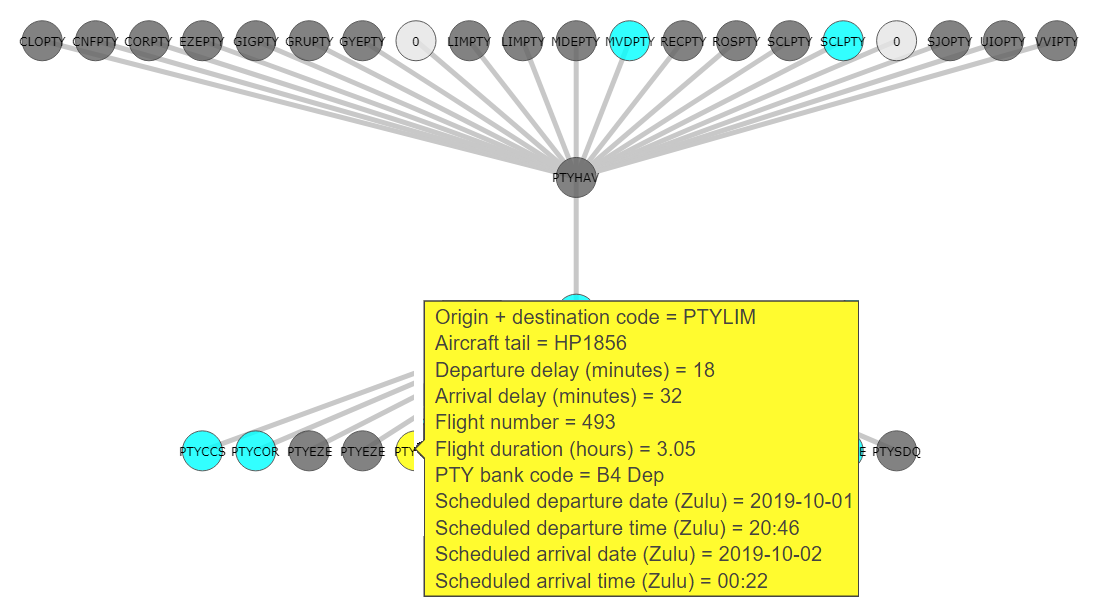 CLOPTY CNFPTY CORPTY EZEPTY GIGPTY GRUPTY GYEPTY 0 LIMPTY LIMPTY MDEPTY MVDPTY RECPTY ROSPTY SCLPTY SCLPTY 0 SJOPTY UIOPTY VVIPTY
PTYHAV
Origin + destination code = PTYLIM
Aircraft tail = HP1856
Departure delay (minutes) = 18
Arrival delay (minutes) = 32
Flight number = 493
Flight duration (hours) = 3.05
PTY bank code = B4 Dep
Scheduled departure date (Zulu) = 2019-10-01
Scheduled departure time (Zulu) = 20:46
Scheduled arrival date (Zulu) = 2019-10-02
Scheduled arrival time (Zulu) = 00:22
PTYCCS PTYCOR PTYEZE PTYEZE PTY E PTYSDQ